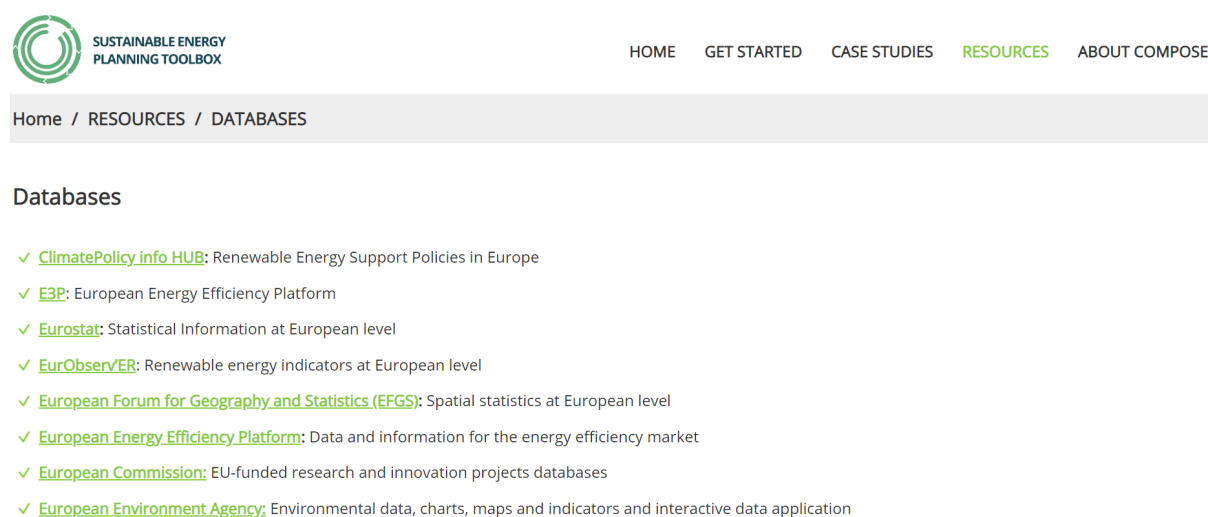 SUSTAINABLE ENERGY
PLANNING TOOLBOX
HOME GET STARTED CASE STUDIES RESOURCES ABOUT COMPOSE
Home / RESOURCES / DATABASES
Databases
ClimatePolicy info HUB: Renewable Energy Support Policies in Europe
E3P: European Energy Efficiency Platform
Eurostat: Statistical Information at European level
EurObserv'ER: Renewable energy indicators at European level
European Forum for Geography and Statistics (EFGS): Spatial statistics at European level
European Energy Efficiency Platform: Data and information for the energy efficiency market
European Commission: EU-funded research and innovation projects databases
European Environment Agency: Environmental data, charts, maps and indicators and interactive data application